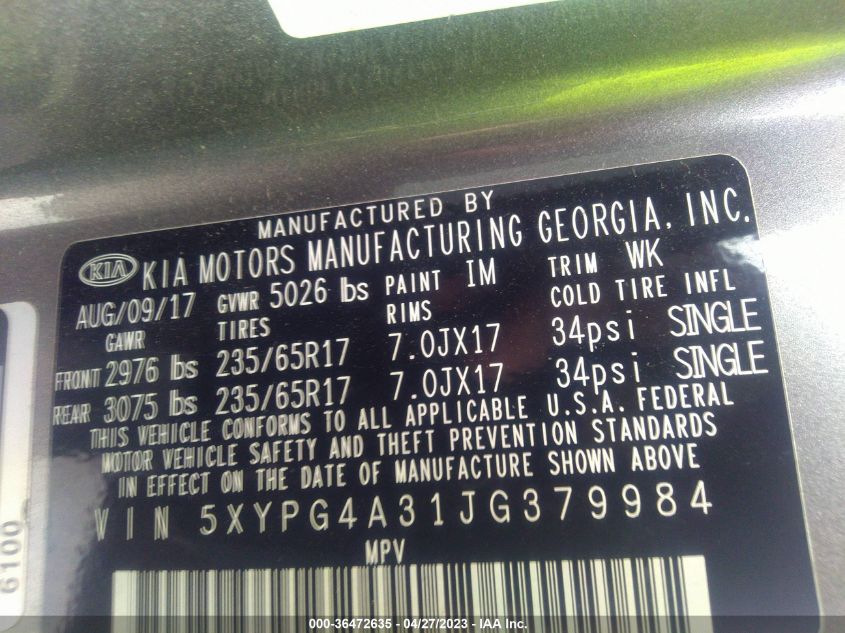 MANUFACTURED BY
KIA KIA MOTORS MANUFACTURING GEORGIA, INC.
AUG/09/17 GVWR 5026 lbs PAINT IM TRIM WK
GAWR TIRES RIMS COLD TIRE INFL
FRONT 2976 lbs 235/65R17 7.0JX17 34psi SINGLE
REAR 3075 lbs 235/65R17 7.0JX17 34psi SINGLE
THIS VEHICLE CONFORMS TO ALL APPLICABLE U.S.A. FEDERAL
MOTOR VEHICLE SAFETY AND THEFT PREVENTION STANDARDS
IN EFFECT ON THE DATE OF MANUFACTURE SHOWN ABOVE
VIN 5XYPG4A31JG379984
MPV
6100
000-36472635 - 04/27/2023 - IAA Inc.